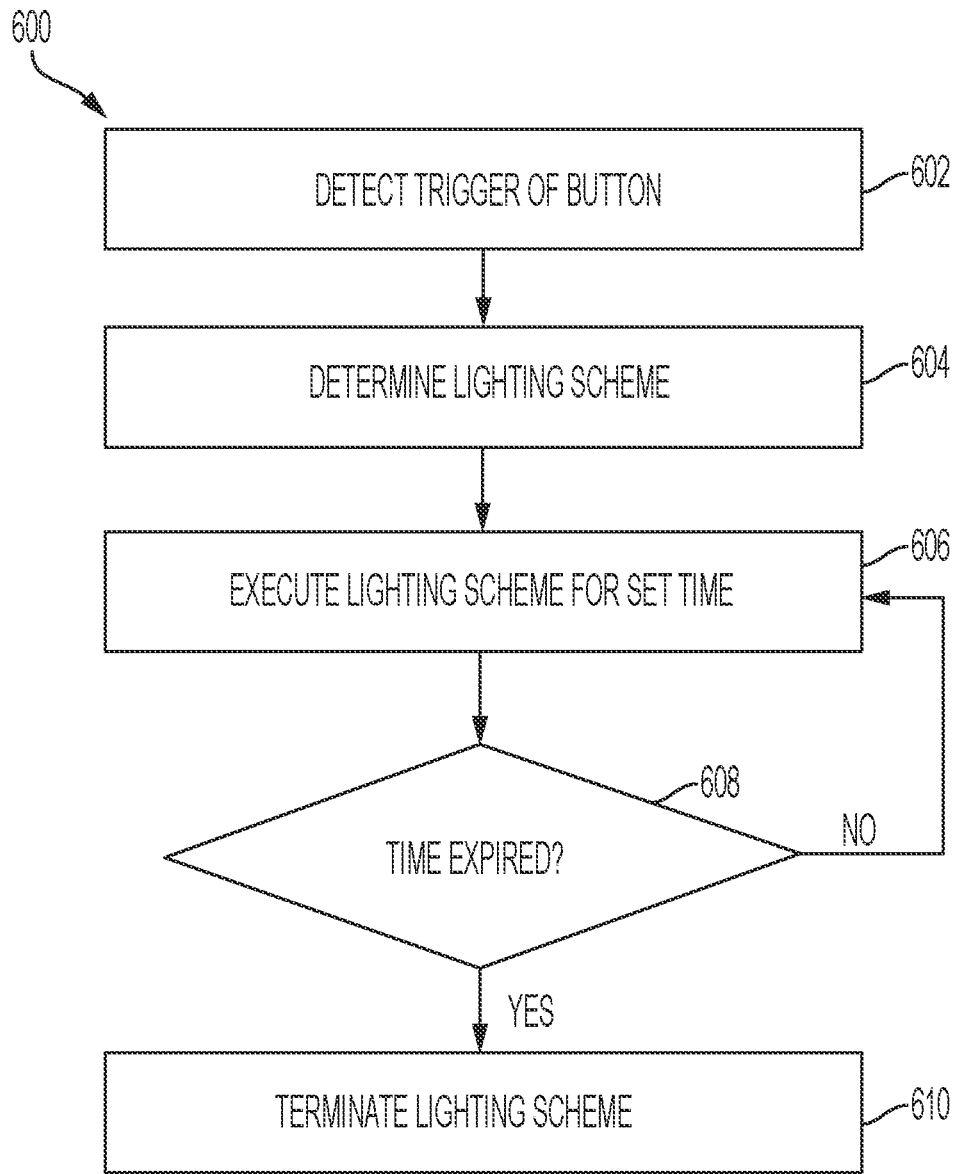 600
DETECT TRIGGER OF BUTTON
602
DETERMINE LIGHTING SCHEME
604
EXECUTE LIGHTING SCHEME FOR SET TIME
606
608
TIME EXPIRED?
NO
YES
TERMINATE LIGHTING SCHEME
610